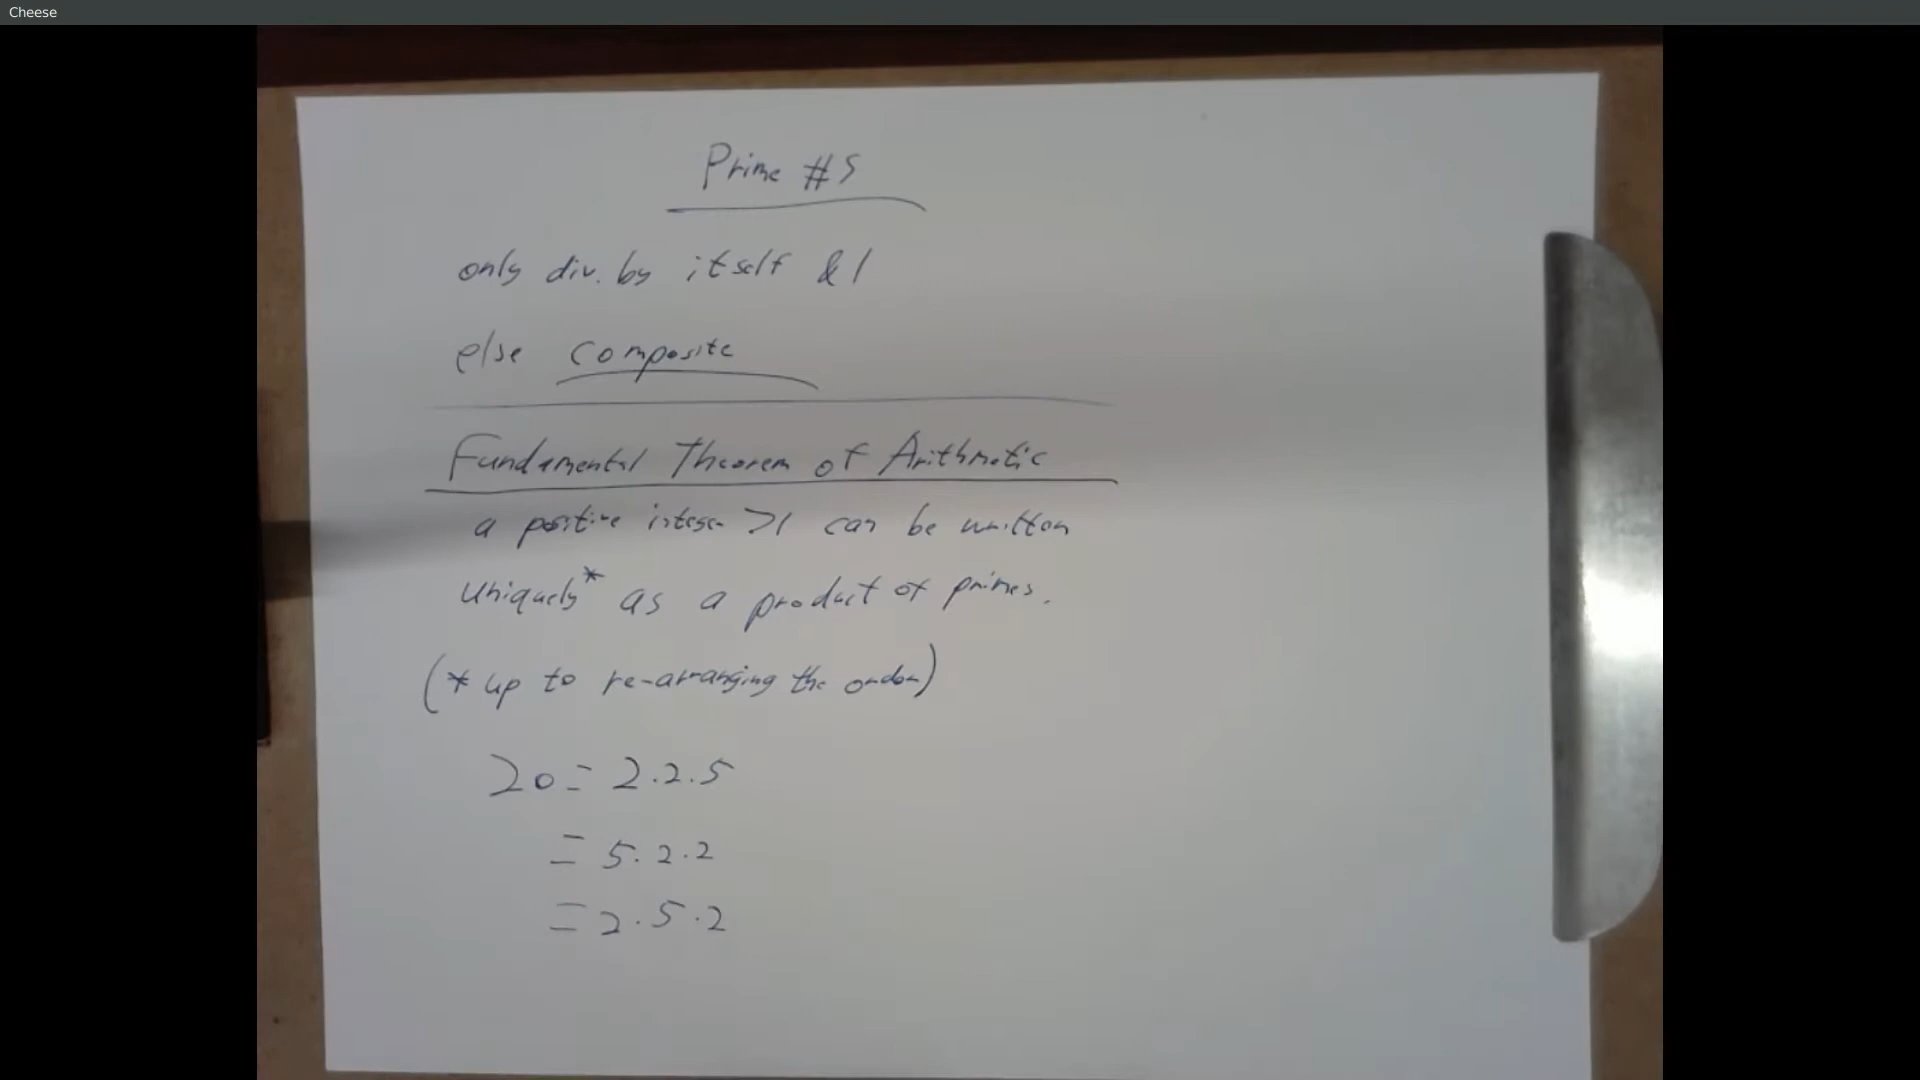 Cheese
Prime #s
only div. by itself & 1
else composite
Fundamental Theorem of Arithmetic
a positive integer >1 can be written
uniquely* as a product of primes.
(* up to re-arranging the order)
20 = 2.2.5
= 5.2.2
= 2.5.2